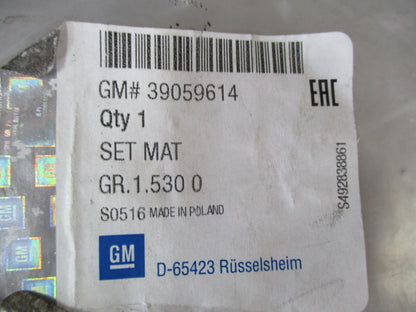 GM# 39059614
EAC
Qty 1
SET MAT
GR.1.530 0
S0516 MADE IN POLAND
S492838861
GM
D-65423 Rüsselsheim